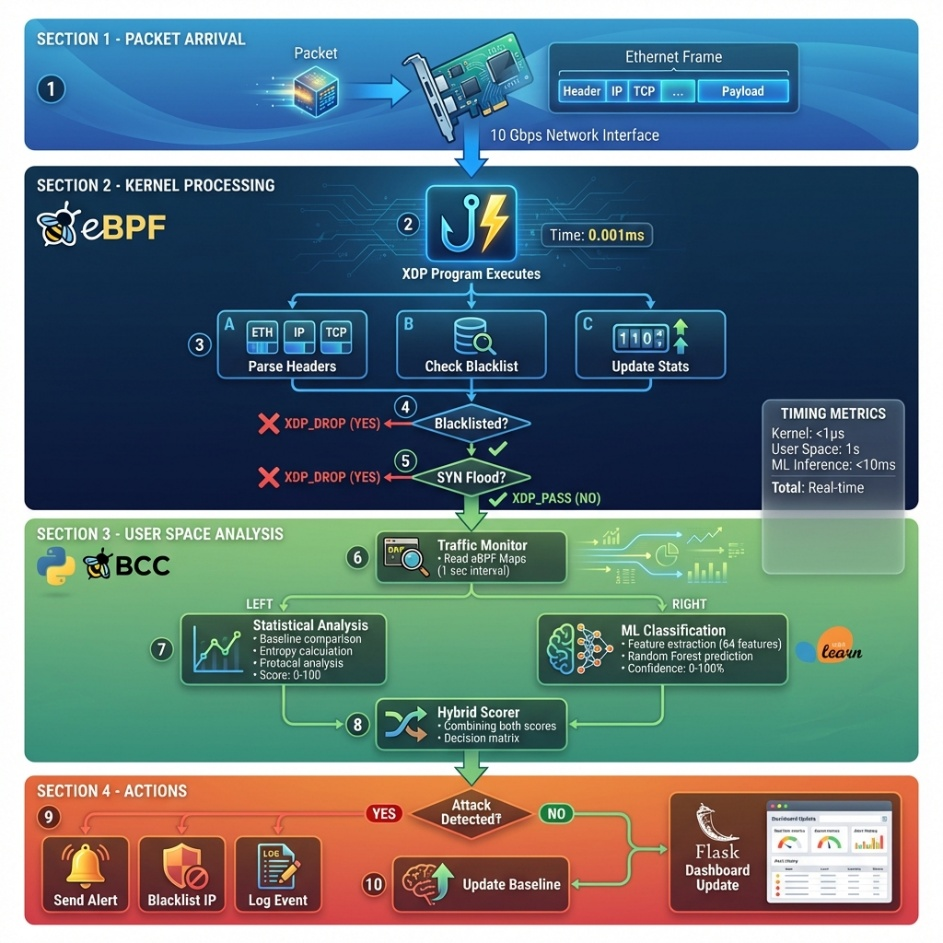 SECTION 1 - PACKET ARRIVAL
1
Packet
Ethernet Frame
Header IP TCP ... Payload
10 Gbps Network Interface
SECTION 2 - KERNEL PROCESSING
eBPF
2
Time: 0.001ms
XDP Program Executes
3
A
ETH IP TCP
Parse Headers
B
Check Blacklist
C
Update Stats
4
XDP_DROP (YES)
Blacklisted?
5
XDP_DROP (YES)
SYN Flood?
XDP_PASS (NO)
TIMING METRICS
Kernel: <1µs
User Space: 1s
ML Inference: <10ms
Total: Real-time
SECTION 3 - USER SPACE ANALYSIS
BCC
6
Traffic Monitor
• Read eBPF Maps
(1 sec interval)
LEFT
RIGHT
7
Statistical Analysis
• Baseline comparison
• Entropy calculation
• Protacal analysis
• Score: 0-100
ML Classification
• Feature extraction (64 features)
• Random Forest prediction
• Confidence: 0-100%
learn
8
Hybrid Scorer
• Combining both scores
• Decision matrix
SECTION 4 - ACTIONS
9
YES
Attack
Detected?
NO
Send Alert
Blacklist IP
LOG
Log Event
10
Update Baseline
Flask
Dashboard
Update